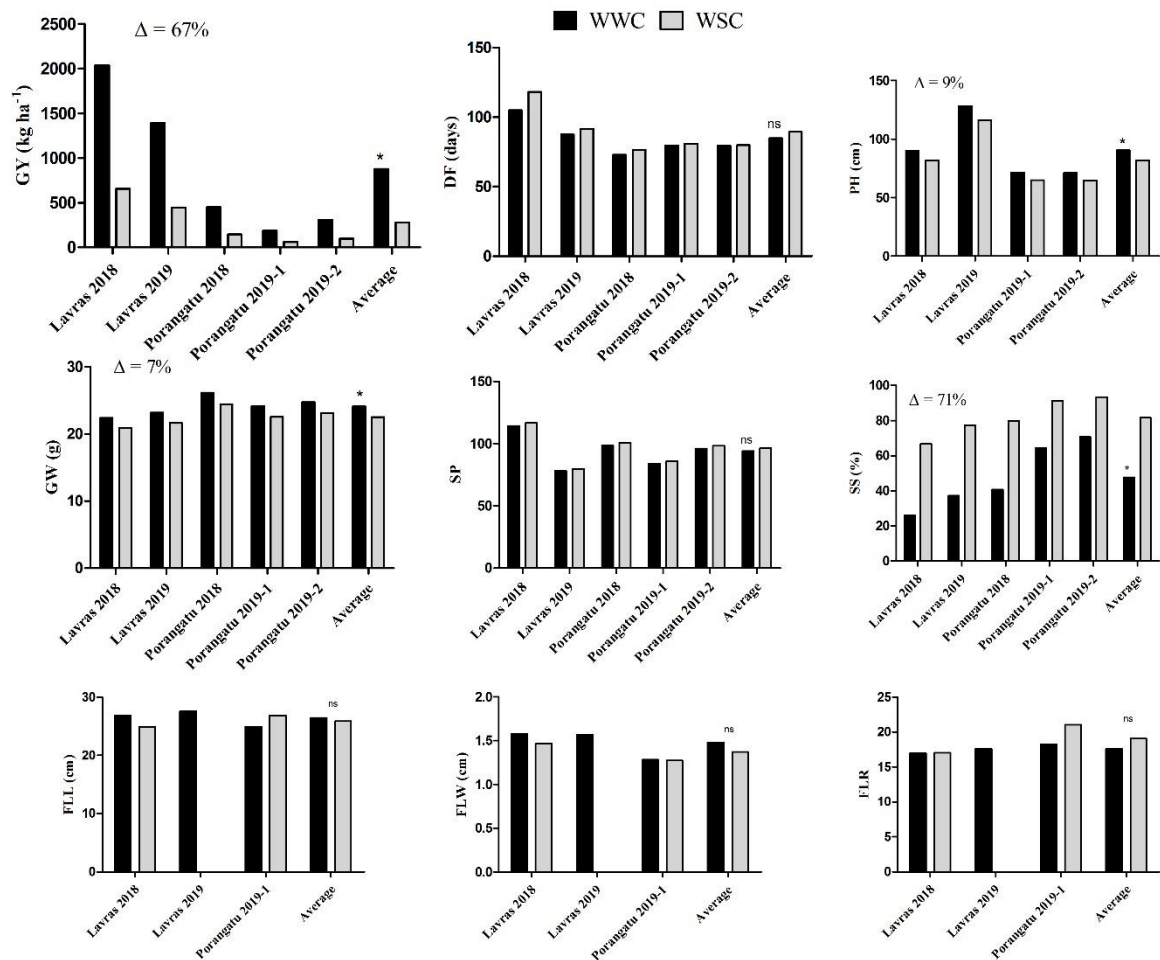 WWC WSC
Δ = 67%
GY (kg ha⁻¹)
2500
2000
1500
1000
500
0
*
Lavras 2018
Lavras 2019
Porangatu 2018
Porangatu 2019-1
Porangatu 2019-2
Average
DF (days)
150
100
50
0
ns
Lavras 2018
Lavras 2019
Porangatu 2018
Porangatu 2019-1
Porangatu 2019-2
Average
Δ = 9%
PH (cm)
150
100
50
0
*
Lavras 2018
Lavras 2019
Porangatu 2019-1
Porangatu 2019-2
Average
Δ = 7%
GW (g)
30
20
10
0
*
Lavras 2018
Lavras 2019
Porangatu 2018
Porangatu 2019-1
Porangatu 2019-2
Average
SP
150
100
50
0
ns
Lavras 2018
Lavras 2019
Porangatu 2018
Porangatu 2019-1
Porangatu 2019-2
Average
Δ = 71%
SS (%)
100
80
60
40
20
0
*
Lavras 2018
Lavras 2019
Porangatu 2018
Porangatu 2019-1
Porangatu 2019-2
Average
FLL (cm)
30
20
10
0
ns
Lavras 2018
Lavras 2019
Porangatu 2019-1
Average
FLW (cm)
2.0
1.5
1.0
0.5
0.0
ns
Lavras 2018
Lavras 2019
Porangatu 2019-1
Average
FLR
25
20
15
10
5
0
ns
Lavras 2018
Lavras 2019
Porangatu 2019-1
Average